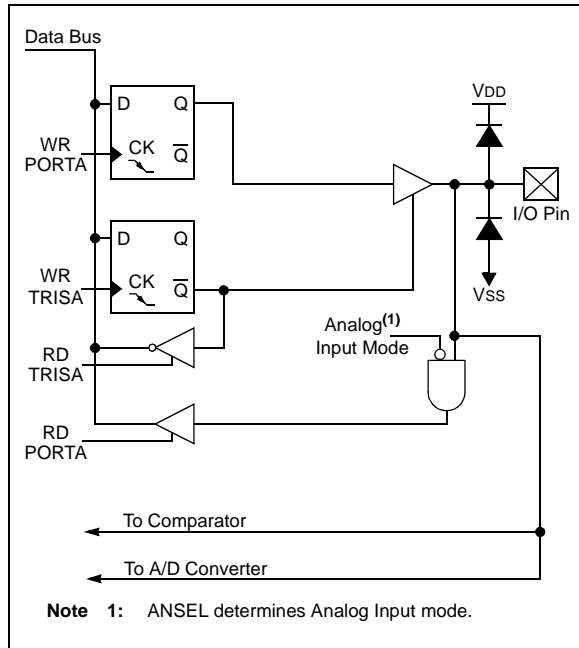 Data Bus
D Q
WR
PORTA
CK Q
VDD
I/O Pin
D Q
WR
TRISA
CK Q
VSS
Analog(1)
Input Mode
RD
TRISA
RD
PORTA
To Comparator
To A/D Converter
Note 1: ANSEL determines Analog Input mode.